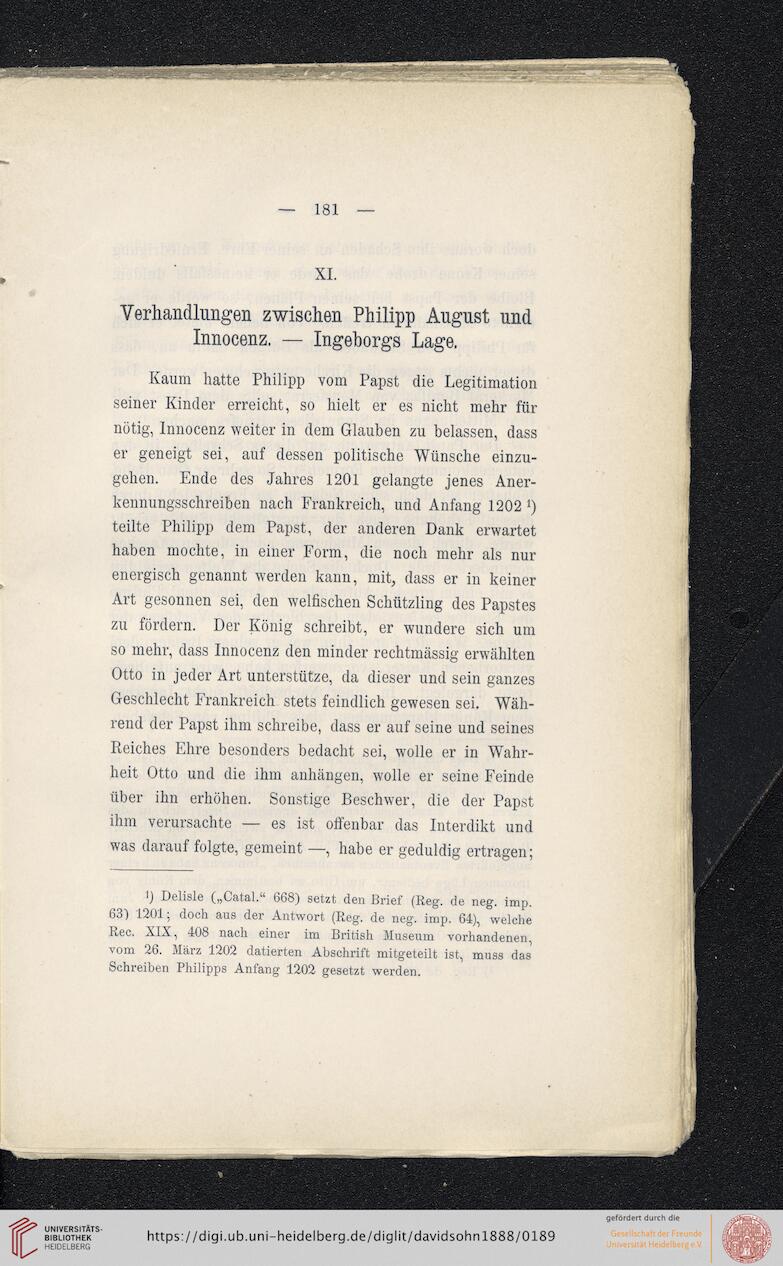 — 181 —
XI.
Verhandlungen zwischen Philipp August und
Innocenz. — Ingeborgs Lage.
Kaum hatte Philipp vom Papst die Legitimation
seiner Kinder erreicht, so hielt er es nicht mehr für
nötig, Innocenz weiter in dem Glauben zu belassen, dass
er geneigt sei, auf dessen politische Wünsche einzu-
gehen. Ende des Jahres 1201 gelangte jenes Aner-
kennungsschreiben nach Frankreich, und Anfang 1202 ¹)
teilte Philipp dem Papst, der anderen Dank erwartet
haben mochte, in einer Form, die noch mehr als nur
energisch genannt werden kann, mit, dass er in keiner
Art gesonnen sei, den welfischen Schützling des Papstes
zu fördern. Der König schreibt, er wundere sich um
so mehr, dass Innocenz den minder rechtmässig erwählten
Otto in jeder Art unterstütze, da dieser und sein ganzes
Geschlecht Frankreich stets feindlich gewesen sei. Wäh-
rend der Papst ihm schreibe, dass er auf seine und seines
Reiches Ehre besonders bedacht sei, wolle er in Wahr-
heit Otto und die ihm anhängen, wolle er seine Feinde
über ihn erhöhen. Sonstige Beschwer, die der Papst
ihm verursachte — es ist offenbar das Interdikt und
was darauf folgte, gemeint —, habe er geduldig ertragen;
¹) Delisle („Catal.“ 668) setzt den Brief (Reg. de neg. imp.
63) 1201; doch aus der Antwort (Reg. de neg. imp. 64), welche
Rec. XIX, 408 nach einer im British Museum vorhandenen,
vom 26. März 1202 datierten Abschrift mitgeteilt ist, muss das
Schreiben Philipps Anfang 1202 gesetzt werden.
UNIVERSITÄTS-
BIBLIOTHEK
HEIDELBERG
https://digi.ub.uni-heidelberg.de/diglit/davidsohn1888/0189
gefördert durch die
Gesellschaft der Freunde
Universität Heidelberg e.V.